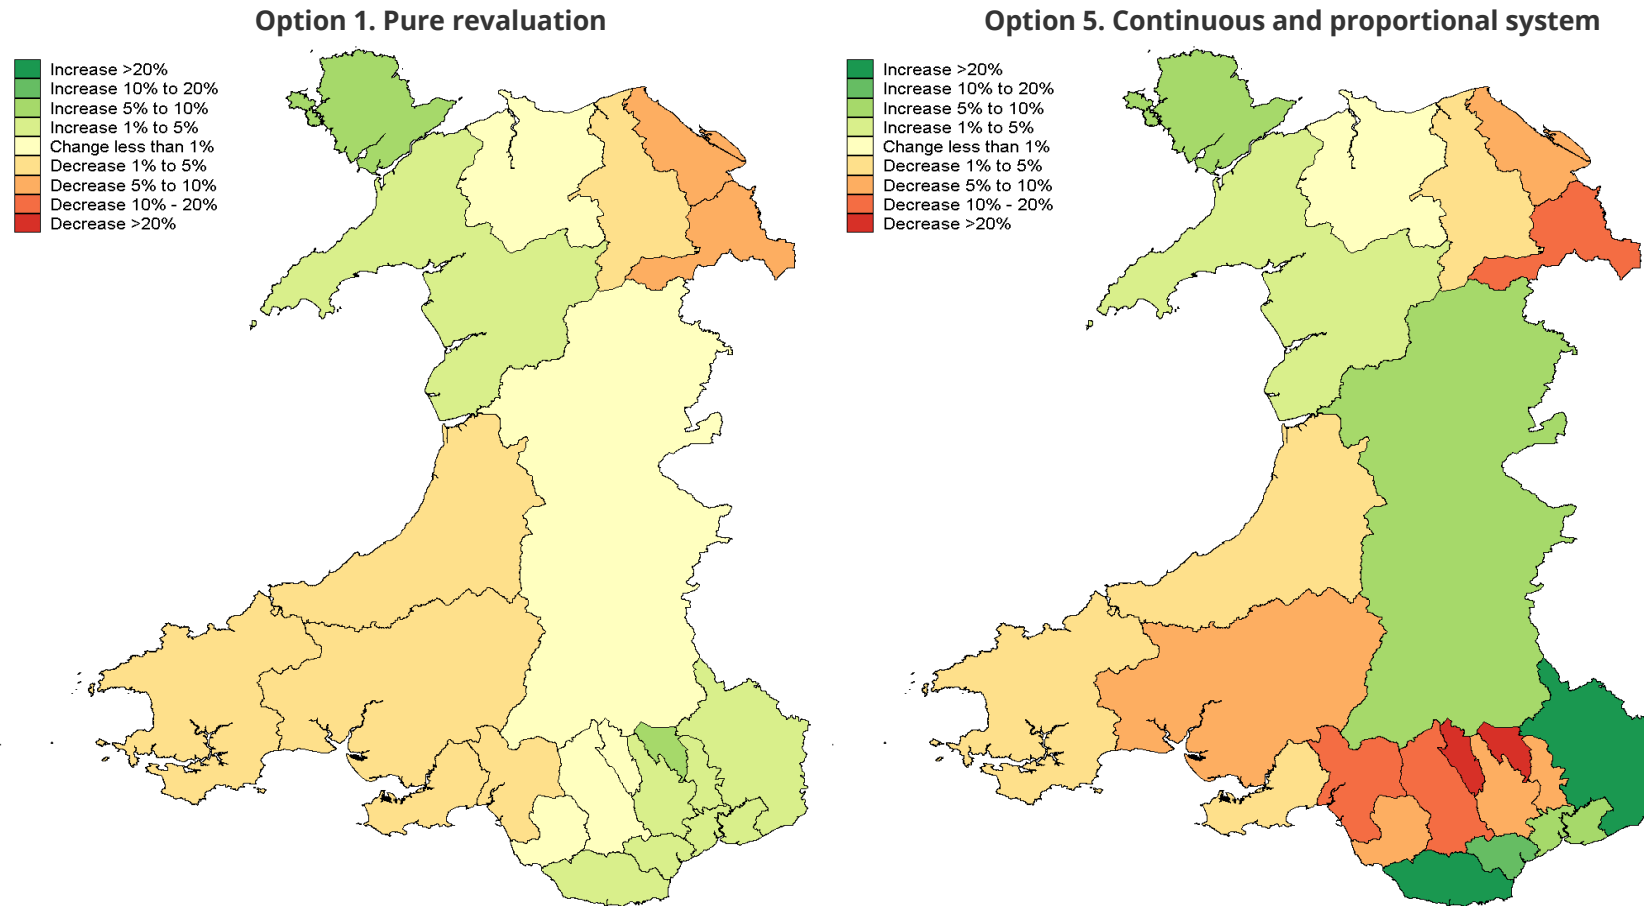 Option 1. Pure revaluation
Increase >20%
Increase 10% to 20%
Increase 5% to 10%
Increase 1% to 5%
Change less than 1%
Decrease 1% to 5%
Decrease 5% to 10%
Decrease 10% - 20%
Decrease >20%
Option 5. Continuous and proportional system
Increase >20%
Increase 10% to 20%
Increase 5% to 10%
Increase 1% to 5%
Change less than 1%
Decrease 1% to 5%
Decrease 5% to 10%
Decrease 10% - 20%
Decrease >20%